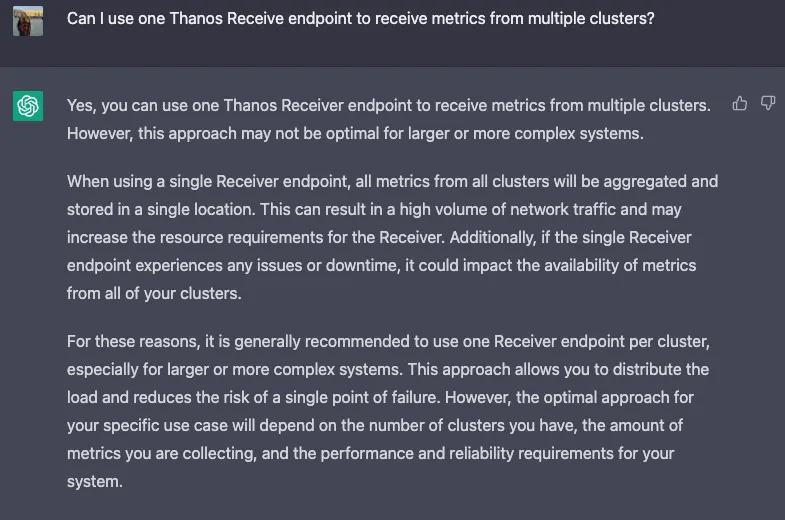 Can I use one Thanos Receive endpoint to receive metrics from multiple clusters?
Yes, you can use one Thanos Receiver endpoint to receive metrics from multiple clusters.
However, this approach may not be optimal for larger or more complex systems.
When using a single Receiver endpoint, all metrics from all clusters will be aggregated and
stored in a single location. This can result in a high volume of network traffic and may
increase the resource requirements for the Receiver. Additionally, if the single Receiver
endpoint experiences any issues or downtime, it could impact the availability of metrics
from all of your clusters.
For these reasons, it is generally recommended to use one Receiver endpoint per cluster,
especially for larger or more complex systems. This approach allows you to distribute the
load and reduces the risk of a single point of failure. However, the optimal approach for
your specific use case will depend on the number of clusters you have, the amount of
metrics you are collecting, and the performance and reliability requirements for your
system.